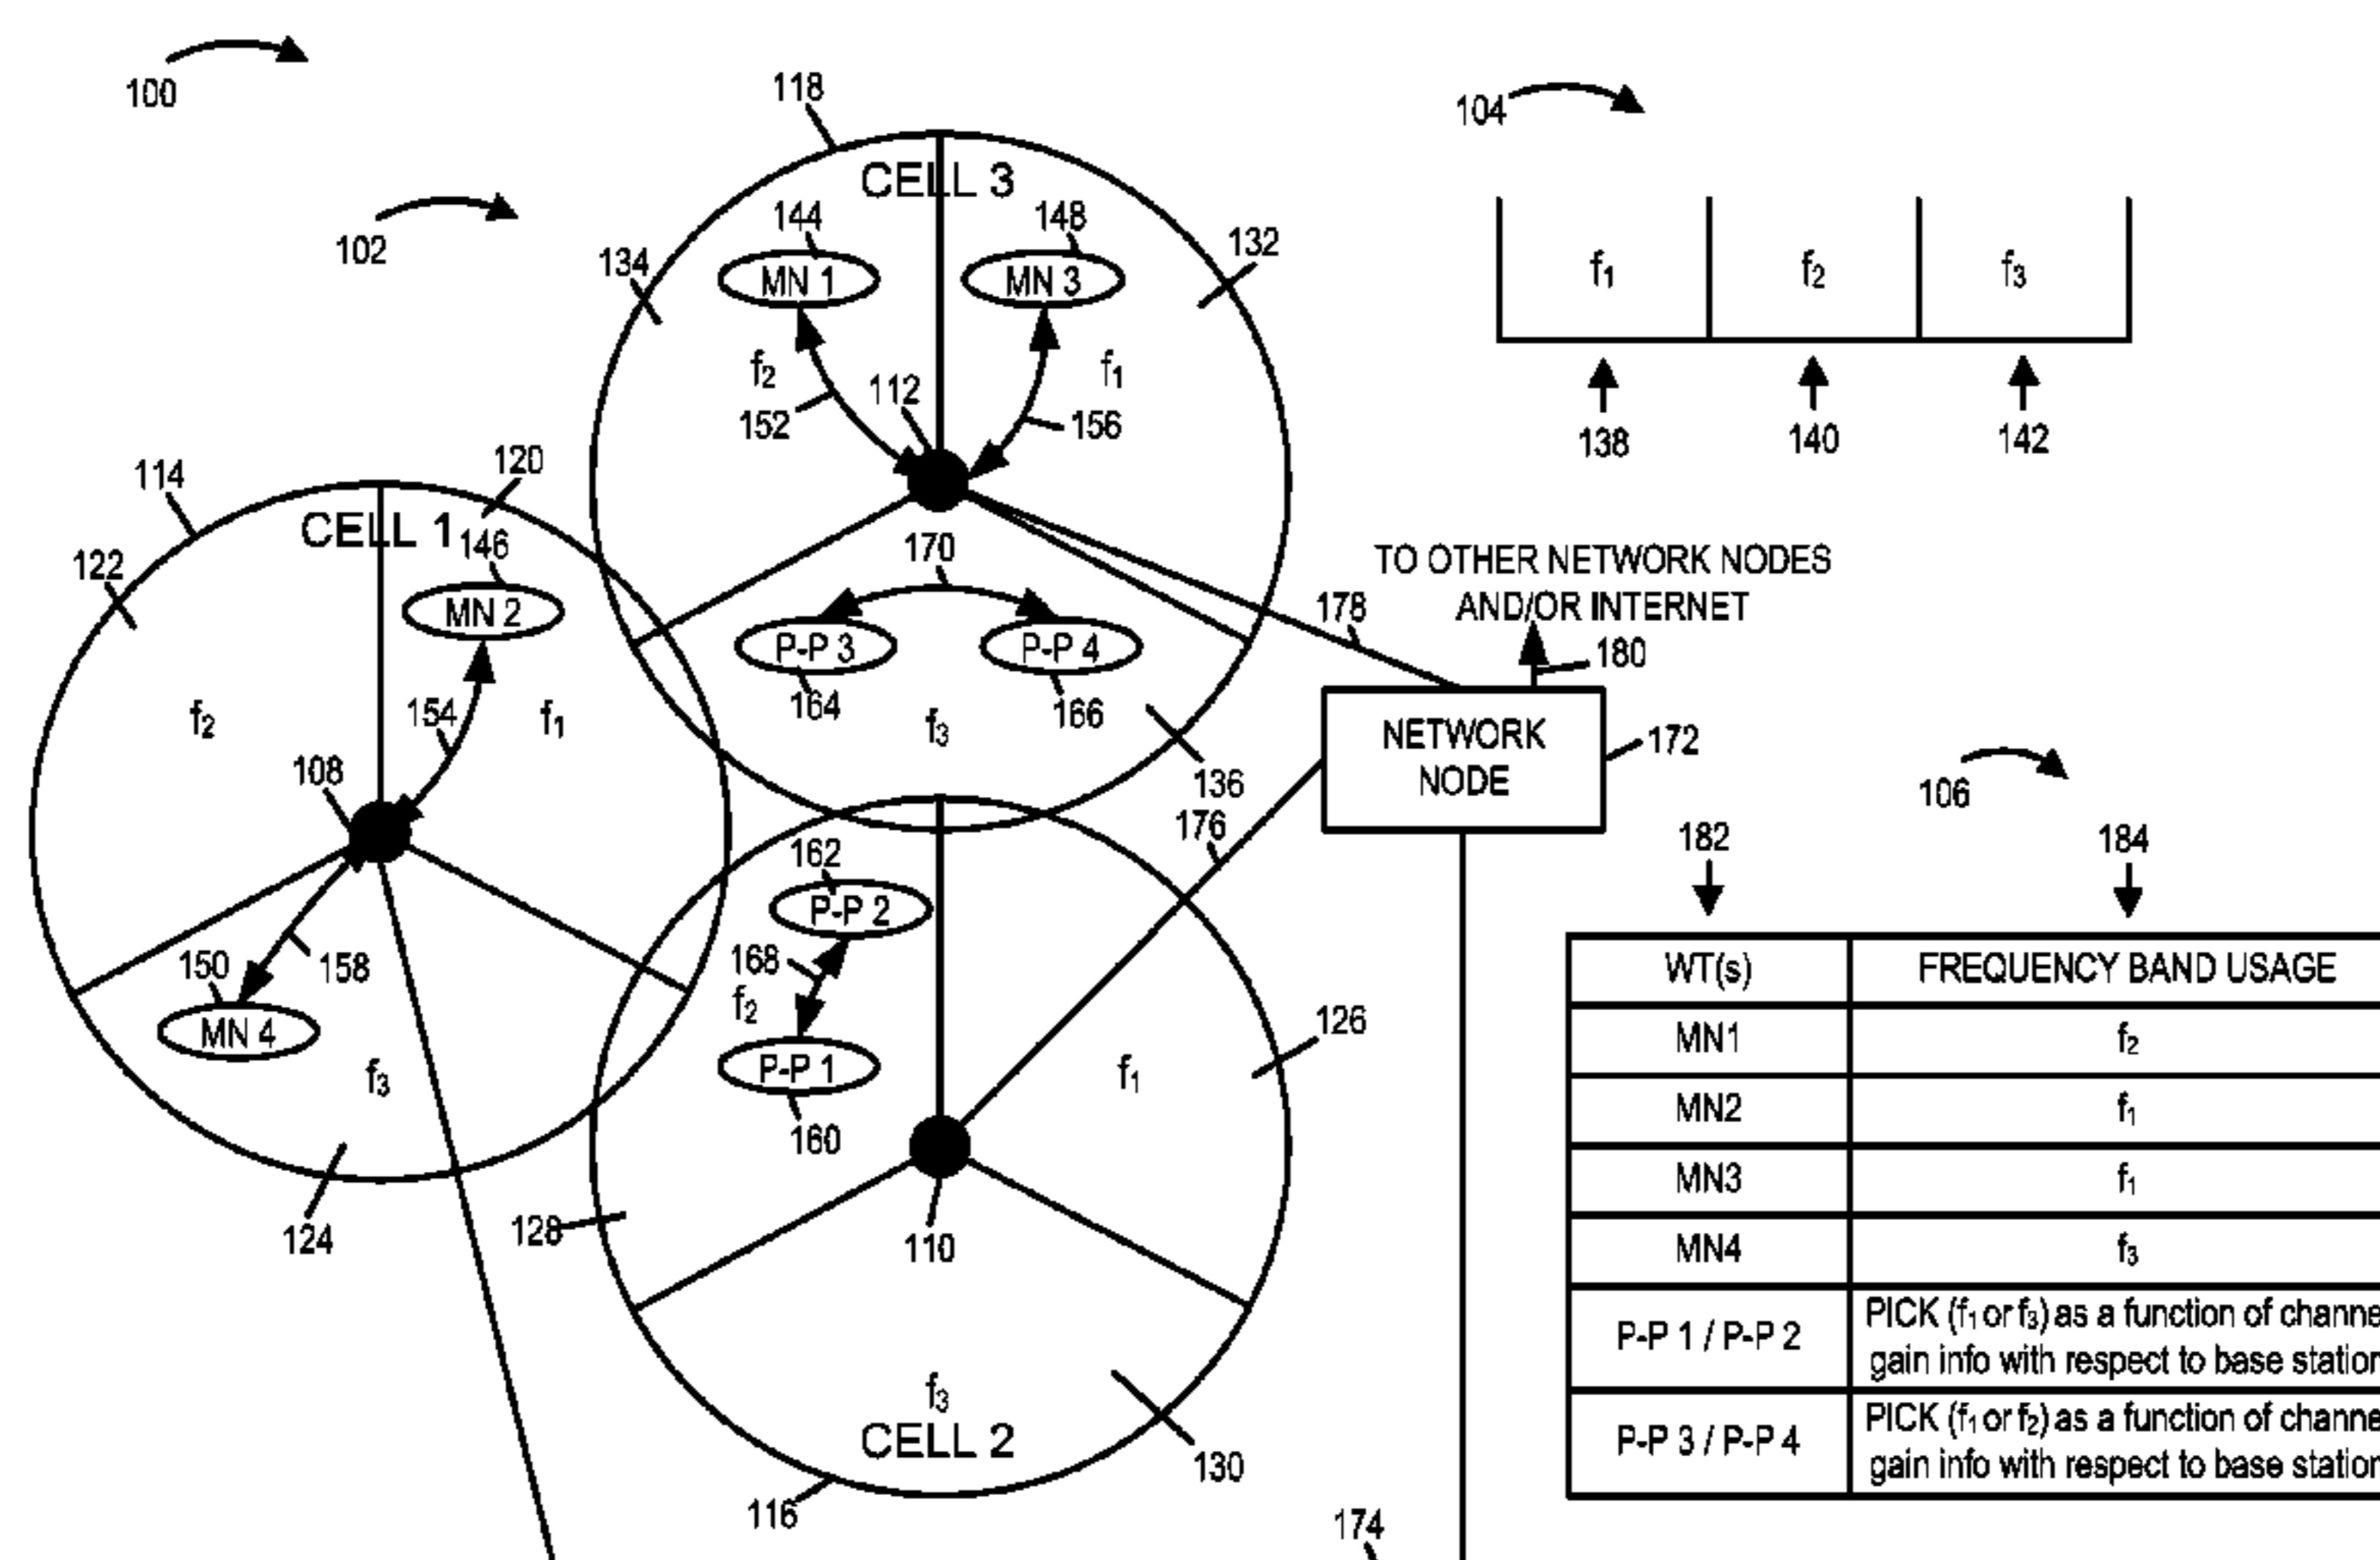 100
118
104
CELL 3
102
144
148
132
134
MN 1
MN 3
f₁
f₂
f₃
f₂
112
f₁
152
156
138
140
142
114
120
CELL 1
146
170
TO OTHER NETWORK NODES
AND/OR INTERNET
122
MN 2
178
P-P 3
P-P 4
180
164
166
f₂
154
f₁
f₃
NETWORK
NODE
172
108
136
106
176
182
184
162
P-P 2
150
158
168
f₂
MN 4
P-P 1
126
f₃
f₁
160
124
128
110
f₃
CELL 2
130
116
174
WT(s) FREQUENCY BAND USAGE
MN1 f₂
MN2 f₁
MN3 f₁
MN4 f₃
P-P 1 / P-P 2 PICK (f₁ or f₃) as a function of channe
gain info with respect to base station
P-P 3 / P-P 4 PICK (f₁ or f₂) as a function of channe
gain info with respect to base station